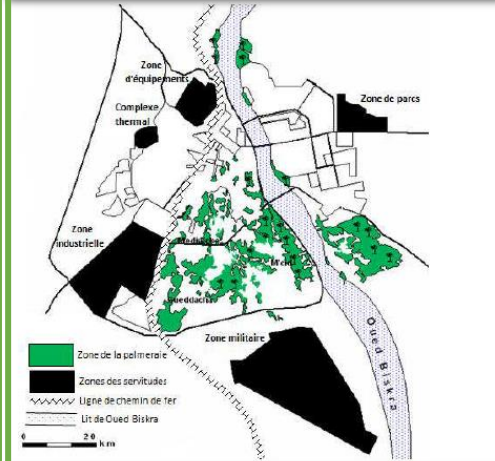 Zone
d'équipements
Complexe
thermal
Zone de parcs
Zone
industrielle
M'cid
Gueddacha
Zone militaire
Oued Biskra
Zone de la palmeraie
Zones des servitudes
Ligne de chemin de fer
Lit de Oued Biskra
0
20
km